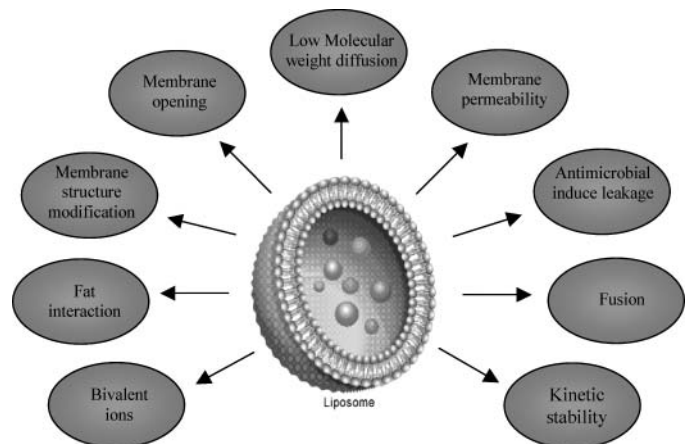 Low Molecular
weight diffusion
Membrane
opening
Membrane
permeability
Membrane
structure
modification
Antimicrobial
induce leakage
Fat
interaction
Fusion
Bivalent
ions
Kinetic
stability
Liposome